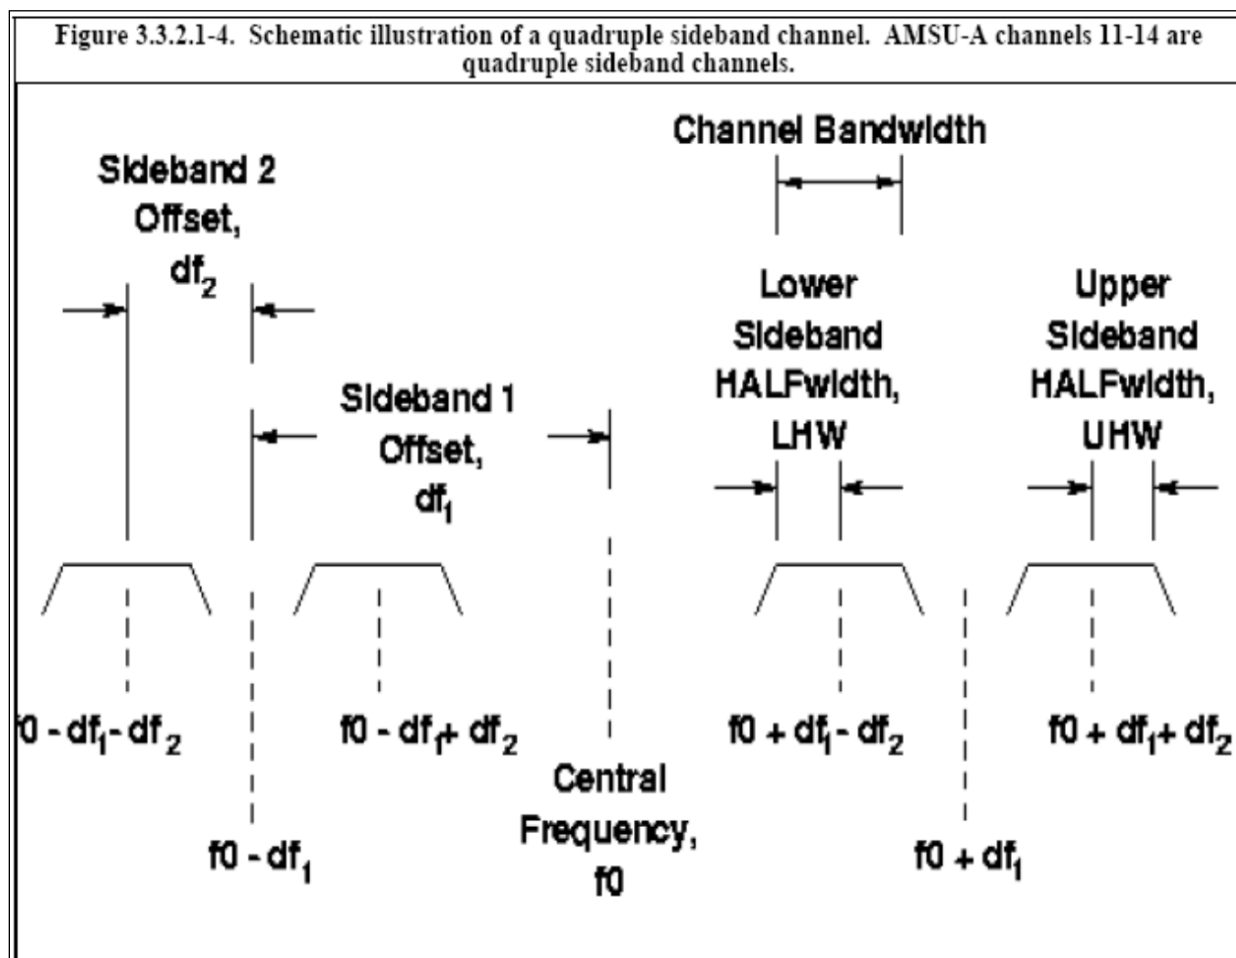 Figure 3.3.2.1-4. Schematic illustration of a quadruple sideband channel. AMSU-A channels 11-14 are
quadruple sideband channels.
Channel Bandwidth
Sideband 2
Offset,
df₂
Lower
Sideband
HALFwidth,
LHW
Upper
Sideband
HALFwidth,
UHW
Sideband 1
Offset,
df₁
f0 - df₁- df₂
f0 - df₁+ df₂
f0 + df₁- df₂
f0 + df₁+ df₂
Central
Frequency,
f0
f0 - df₁
f0 + df₁